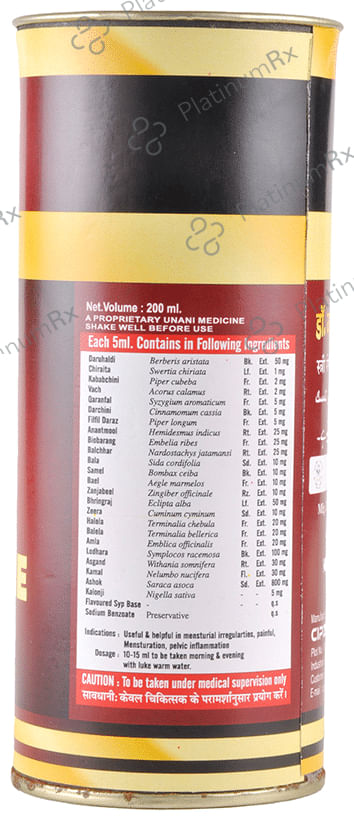 PlatinumRx
Net.Volume : 200 ml.
A PROPRIETARY UNANI MEDICINE
SHAKE WELL BEFORE USE
Each 5ml. Contains in Following Ingredients
Daruhaldi Berberis aristata Bk. Ext. 50 mg
Chiraita Swertia chirata Lf. Ext. 1 mg
Kababchini Piper cubeba Fr. Ext. 2 mg
Vach Acorus calamus Rt. Ext. 2 mg
Qaranfal Syzygium aromaticum Fr. Ext. 5 mg
Darchini Cinnamomum cassia Bk. Ext. 5 mg
Filfil Daraz Piper longum Fr. Ext. 5 mg
Anantmool Hemidesmus indicus Rt. Ext. 25 mg
Biobarang Embelia ribes Fr. Ext. 25 mg
Balchhar Nardostachys jatamansi Rt. Ext. 25 mg
Bala Sida cordifolia Sd. Ext. 10 mg
Samel Bombax ceiba Bk. Ext. 10 mg
Bael Aegle marmelos Fr. Ext. 10 mg
Zanjabeel Zingiber officinale Rz. Ext. 10 mg
Bhringraj Eclipta alba Lf. Ext. 50 mg
Zeera Cuminum cyminum Sd. Ext. 10 mg
Halela Terminalia chebula Fr. Ext. 20 mg
Balela Terminalia bellerica Fr. Ext. 20 mg
Amla Emblica officinalis Fr. Ext. 20 mg
Lodhara Symplocos racemosa Bk. Ext. 100 mg
Asgand Withania somnifera Rt. Ext. 30 mg
Kamal Nelumbo nucifera Fl. Ext. 30 mg
Ashok Saraca asoca Sd. Ext. 800 mg
Kalonji Nigella sativa - - 5 mg
Flavoured Syp Base - q.s
Sodium Benzoate Preservative q.s
Indications : Useful & helpful in mensturial irregularties, painful,
Mensturation, pelvic inflammation
Dosage : 10-15 ml to be taken morning & evening
with luke warm water.
CAUTION : To be taken under medical supervision only
सावधानी: केवल चिकित्सक के परामर्शानुसार प्रयोग करें।
E
डॉ.